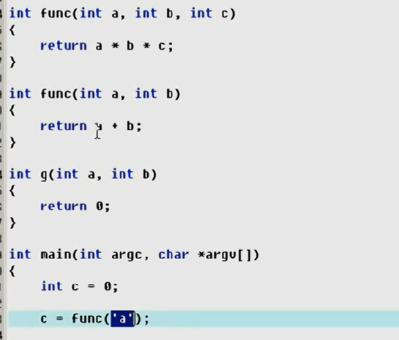 int func(int a, int b, int c)
{
    return a * b * c;
}
int func(int a, int b)
{
    return a + b;
}
int g(int a, int b)
{
    return 0;
}
int main(int argc, char *argv[])
{
    int c = 0;
    c = func('a');